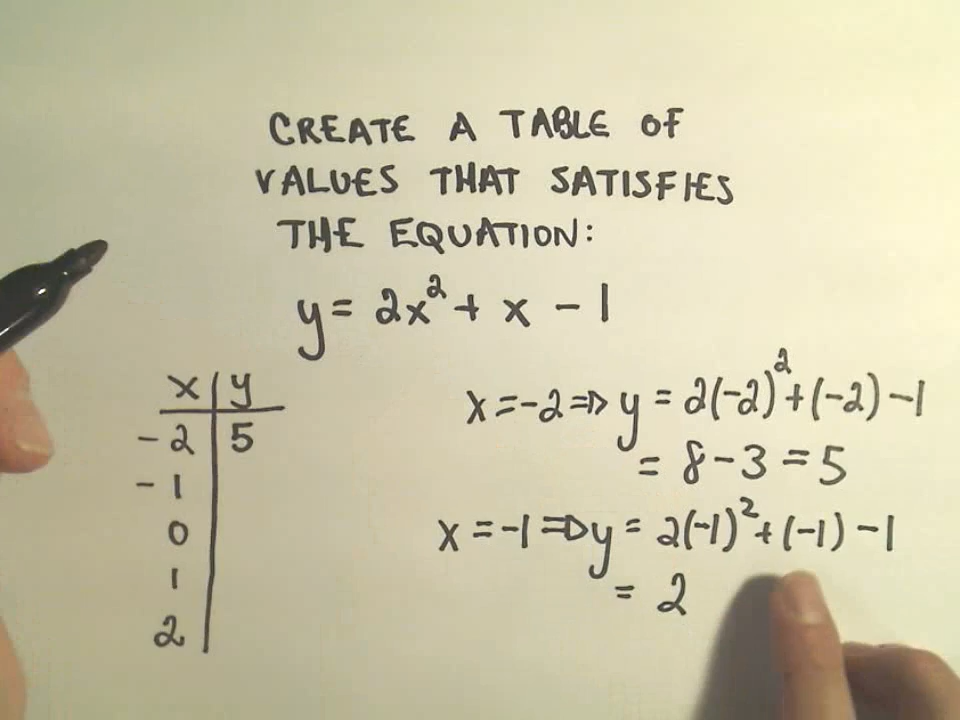 CREATE A TABLE OF
VALUES THAT SATISFIES
THE EQUATION:
y = 2x² + x - 1
x | y
-2 | 5
-1
0
1
2
x = -2 ⇒ y = 2(-2)² + (-2) - 1
= 8 - 3 = 5
x = -1 ⇒ y = 2(-1)² + (-1) - 1
= 2